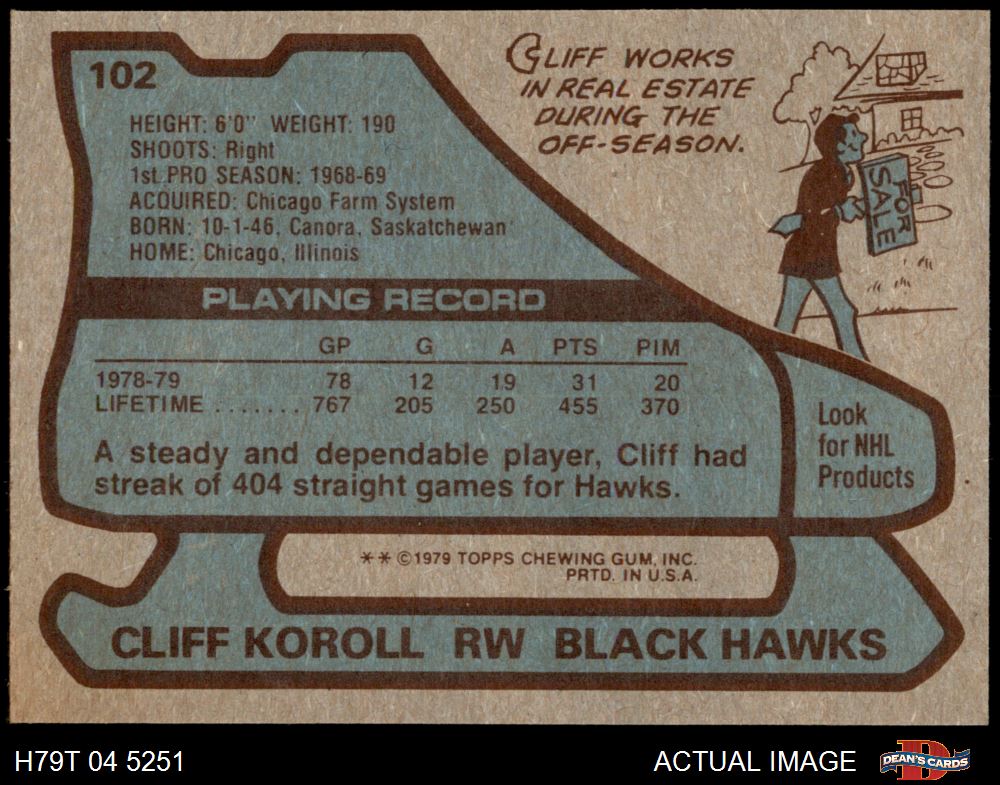 102
HEIGHT: 6'0" WEIGHT: 190
SHOOTS: Right
1st PRO SEASON: 1968-69
ACQUIRED: Chicago Farm System
BORN: 10-1-46, Canora, Saskatchewan
HOME: Chicago, Illinois
CLIFF WORKS
IN REAL ESTATE
DURING THE
OFF-SEASON.
FOR
SALE
PLAYING RECORD
GP G A PTS PIM
1978-79 78 12 19 31 20
LIFETIME ....... 767 205 250 455 370
A steady and dependable player, Cliff had
streak of 404 straight games for Hawks.
Look
for NHL
Products
** ©1979 TOPPS CHEWING GUM, INC.
PRTD. IN U.S.A.
CLIFF KOROLL RW BLACK HAWKS
H79T 04 5251 ACTUAL IMAGE
D
DEAN'S CARDS